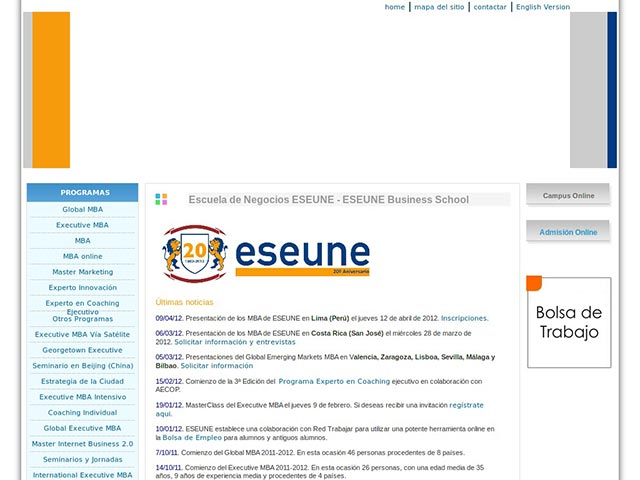 home | mapa del sitio | contactar | English Version
PROGRAMAS
Global MBA
Executive MBA
MBA
MBA online
Master Marketing
Experto Innovación
Experto en Coaching
Ejecutivo
Otros Programas
Executive MBA Vía Satélite
Georgetown Executive
Seminario en Beijing (China)
Estrategia de la Ciudad
Executive MBA Intensivo
Coaching Individual
Global Executive MBA
Master Internet Business 2.0
Seminarios y Jornadas
International Executive MBA
Escuela de Negocios ESEUNE - ESEUNE Business School
20
eseune
20º Aniversario
Últimas noticias
09/04/12. Presentación de los MBA de ESEUNE en Lima (Perú) el jueves 12 de abril de 2012. Inscripciones.
06/03/12. Presentación de los MBA de ESEUNE en Costa Rica (San José) el miércoles 28 de marzo de
2012. Solicitar información y entrevistas
05/03/12. Presentaciones del Global Emerging Markets MBA en Valencia, Zaragoza, Lisboa, Sevilla, Málaga y
Bilbao. Solicitar información
15/02/12. Comienzo de la 3ª Edición del Programa Experto en Coaching ejecutivo en colaboración con
AECOP.
19/01/12. MasterClass del Executive MBA el jueves 9 de febrero. Si deseas recibir una invitación regístrate
aquí.
10/01/12. ESEUNE establece una colaboración con Red Trabajar para utilizar una potente herramienta online en
la Bolsa de Empleo para alumnos y antiguos alumnos.
7/10/11. Comienzo del Global MBA 2011-2012. En esta ocasión 46 personas procedentes de 8 países.
14/10/11. Comienzo del Executive MBA 2011-2012. En esta ocasión 26 personas, con una edad media de 35
años, 9 años de experiencia media y procedentes de 4 países.
Campus Online
Admisión Online
Bolsa de
Trabajo